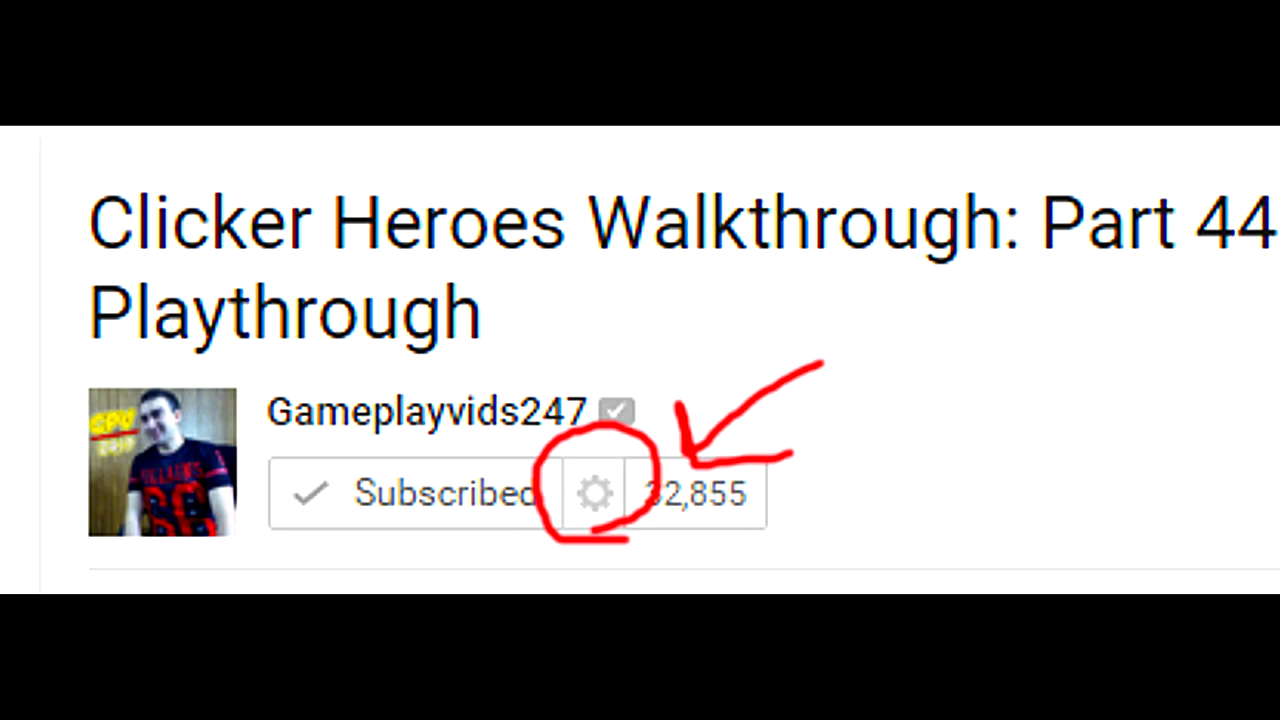 Clicker Heroes Walkthrough: Part 44
Playthrough
Gameplayvids247
Subscribed 32,855